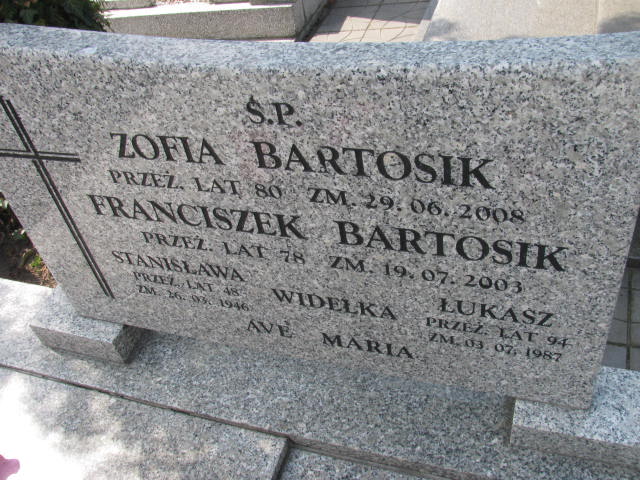 Ś.P.
ZOFIA BARTOSIK
PRZEŻ. LAT 80 ZM. 29.06.2008
FRANCISZEK BARTOSIK
PRZEŻ. LAT 78 ZM. 19.07.2003
STANISŁAWA
PRZEŻ. LAT 48
ZM. 26.03.1946
WIDEŁKA
ŁUKASZ
PRZEŻ. LAT 94
ZM. 03.07.1987
AVE MARIA